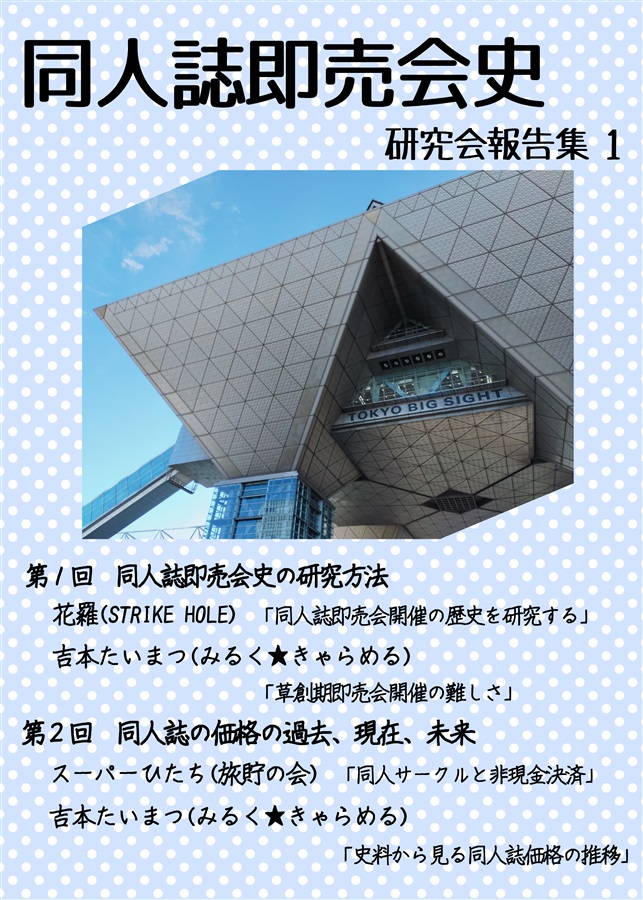 同人誌即売会史
研究会報告集 1
TOKYO BIG SIGHT
第1回 同人誌即売会史の研究方法
花羅(STRIKE HOLE) 「同人誌即売会開催の歴史を研究する」
吉本たいまつ(みるく★きゃらめる)
「草創期即売会開催の難しさ」
第2回 同人誌の価格の過去、現在、未来
スーパーひたち(旅貯の会) 「同人サークルと非現金決済」
吉本たいまつ(みるく★きゃらめる)
「史料から見る同人誌価格の推移」